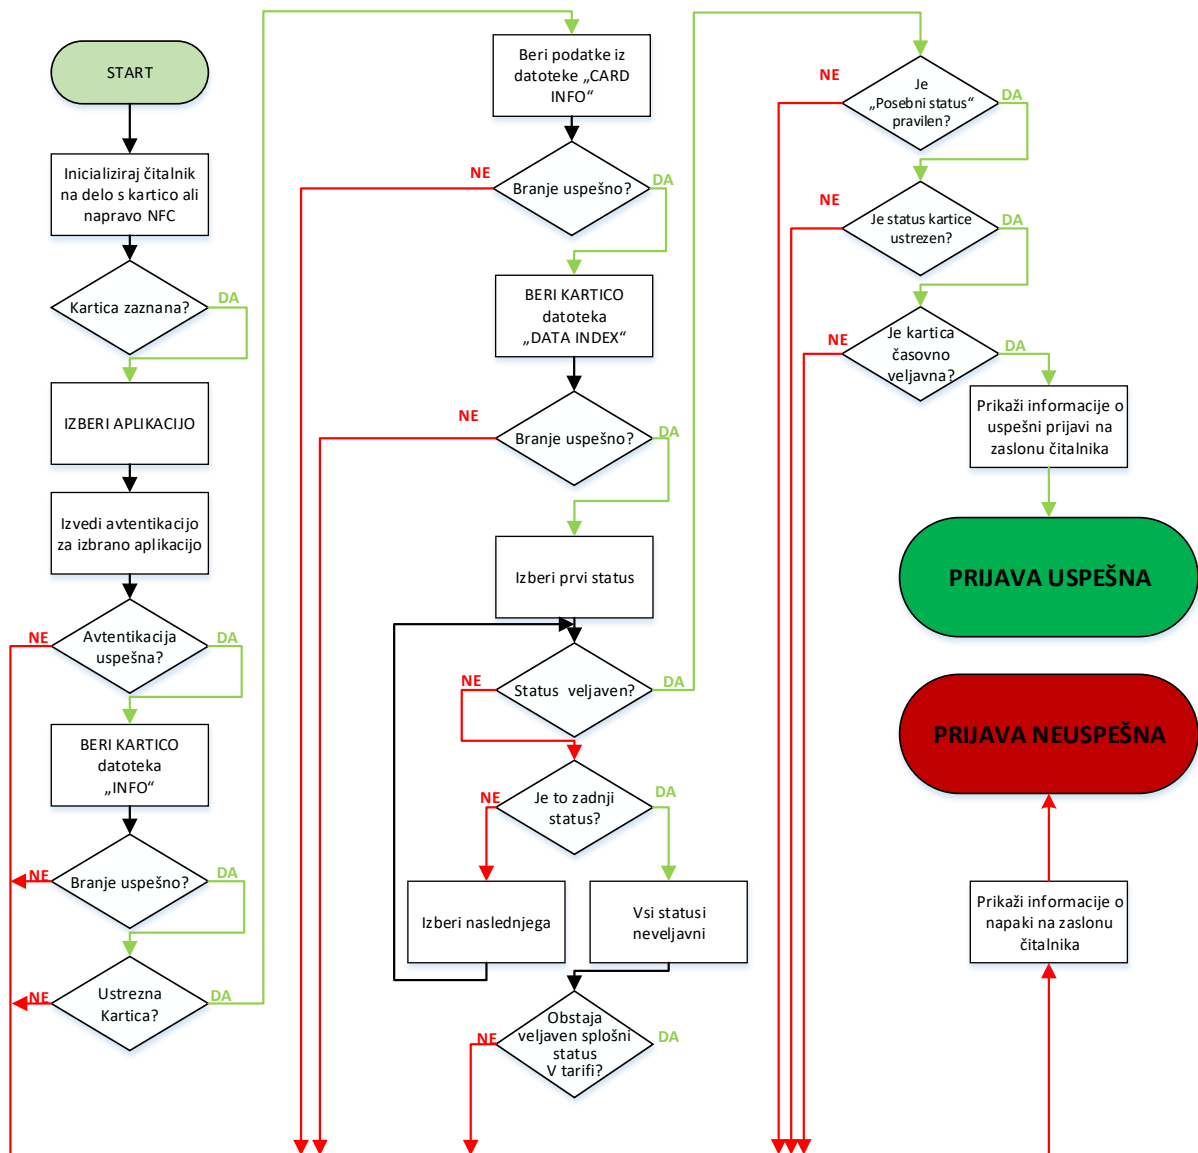 START
Inicializiraj čitalnik
na delo s kartico ali
napravo NFC
Kartica zaznana?
DA
IZBERI APLIKACIJO
Izvedi avtentikacijo
za izbrano aplikacijo
NE
Avtentikacija
uspešna?
DA
BERI KARTICO
datoteka
„INFO“
NE
Branje uspešno?
DA
NE
Ustrezna
Kartica?
DA
Beri podatke iz
datoteke „CARD
INFO“
NE
Branje uspešno?
DA
BERI KARTICO
datoteka
„DATA INDEX“
NE
Branje uspešno?
DA
Izberi prvi status
NE
Status veljaven?
DA
NE
Je to zadnji
status?
DA
Izberi naslednjega
Vsi statusi
neveljavni
NE
Obstaja
veljaven splošni
status
V tarifi?
DA
NE
Je
„Posebni status“
pravilen?
DA
NE
Je status kartice
ustrezen?
DA
NE
Je kartica
časovno
veljavna?
DA
Prikaži informacije o
uspešni prijavi na
zaslonu čitalnika
PRIJAVA USPEŠNA
PRIJAVA NEUSPEŠNA
Prikaži informacije o
napaki na zaslonu
čitalnika